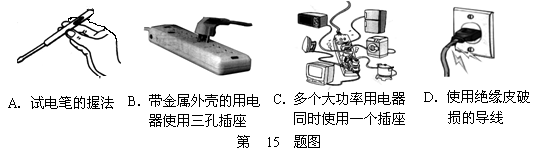 A. 试电笔的握法
B. 带金属外壳的用电
器使用三孔插座
C. 多个大功率用电器
同时使用一个插座
D. 使用绝缘皮破
损的导线
第 15 题图